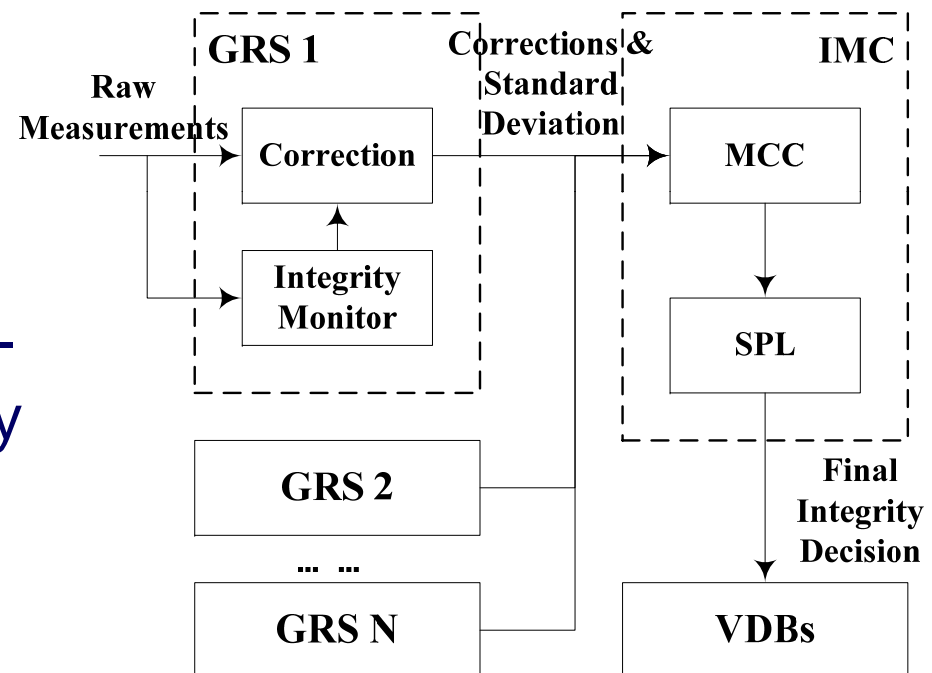 GRS 1
Corrections &
Standard
Deviation
IMC
Raw
Measurements
Correction
MCC
Integrity
Monitor
SPL
y
GRS 2
Final
Integrity
Decision
... ...
GRS N
VDBs